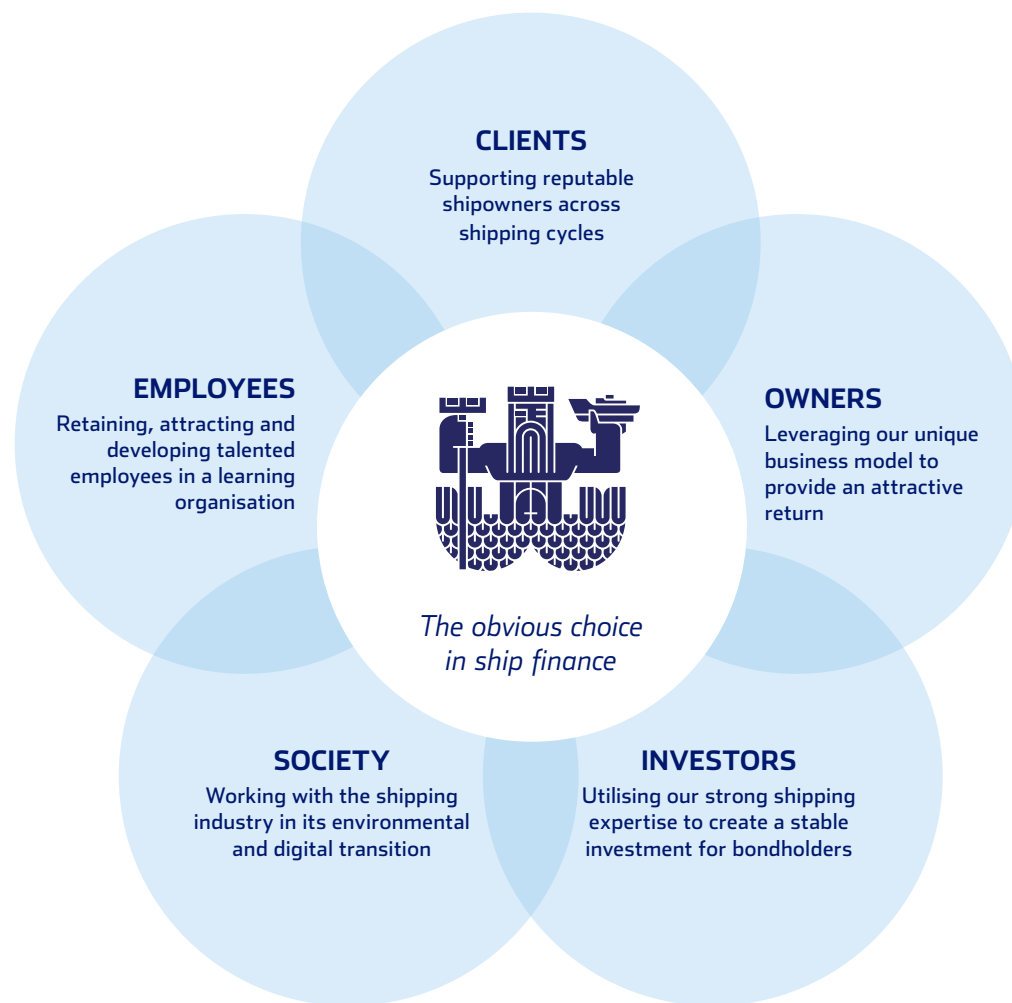 CLIENTS
Supporting reputable
shipowners across
shipping cycles
EMPLOYEES
Retaining, attracting and
developing talented
employees in a learning
organisation
OWNERS
Leveraging our unique
business model to
provide an attractive
return
The obvious choice
in ship finance
SOCIETY
Working with the shipping
industry in its environmental
and digital transition
INVESTORS
Utilising our strong shipping
expertise to create a stable
investment for bondholders